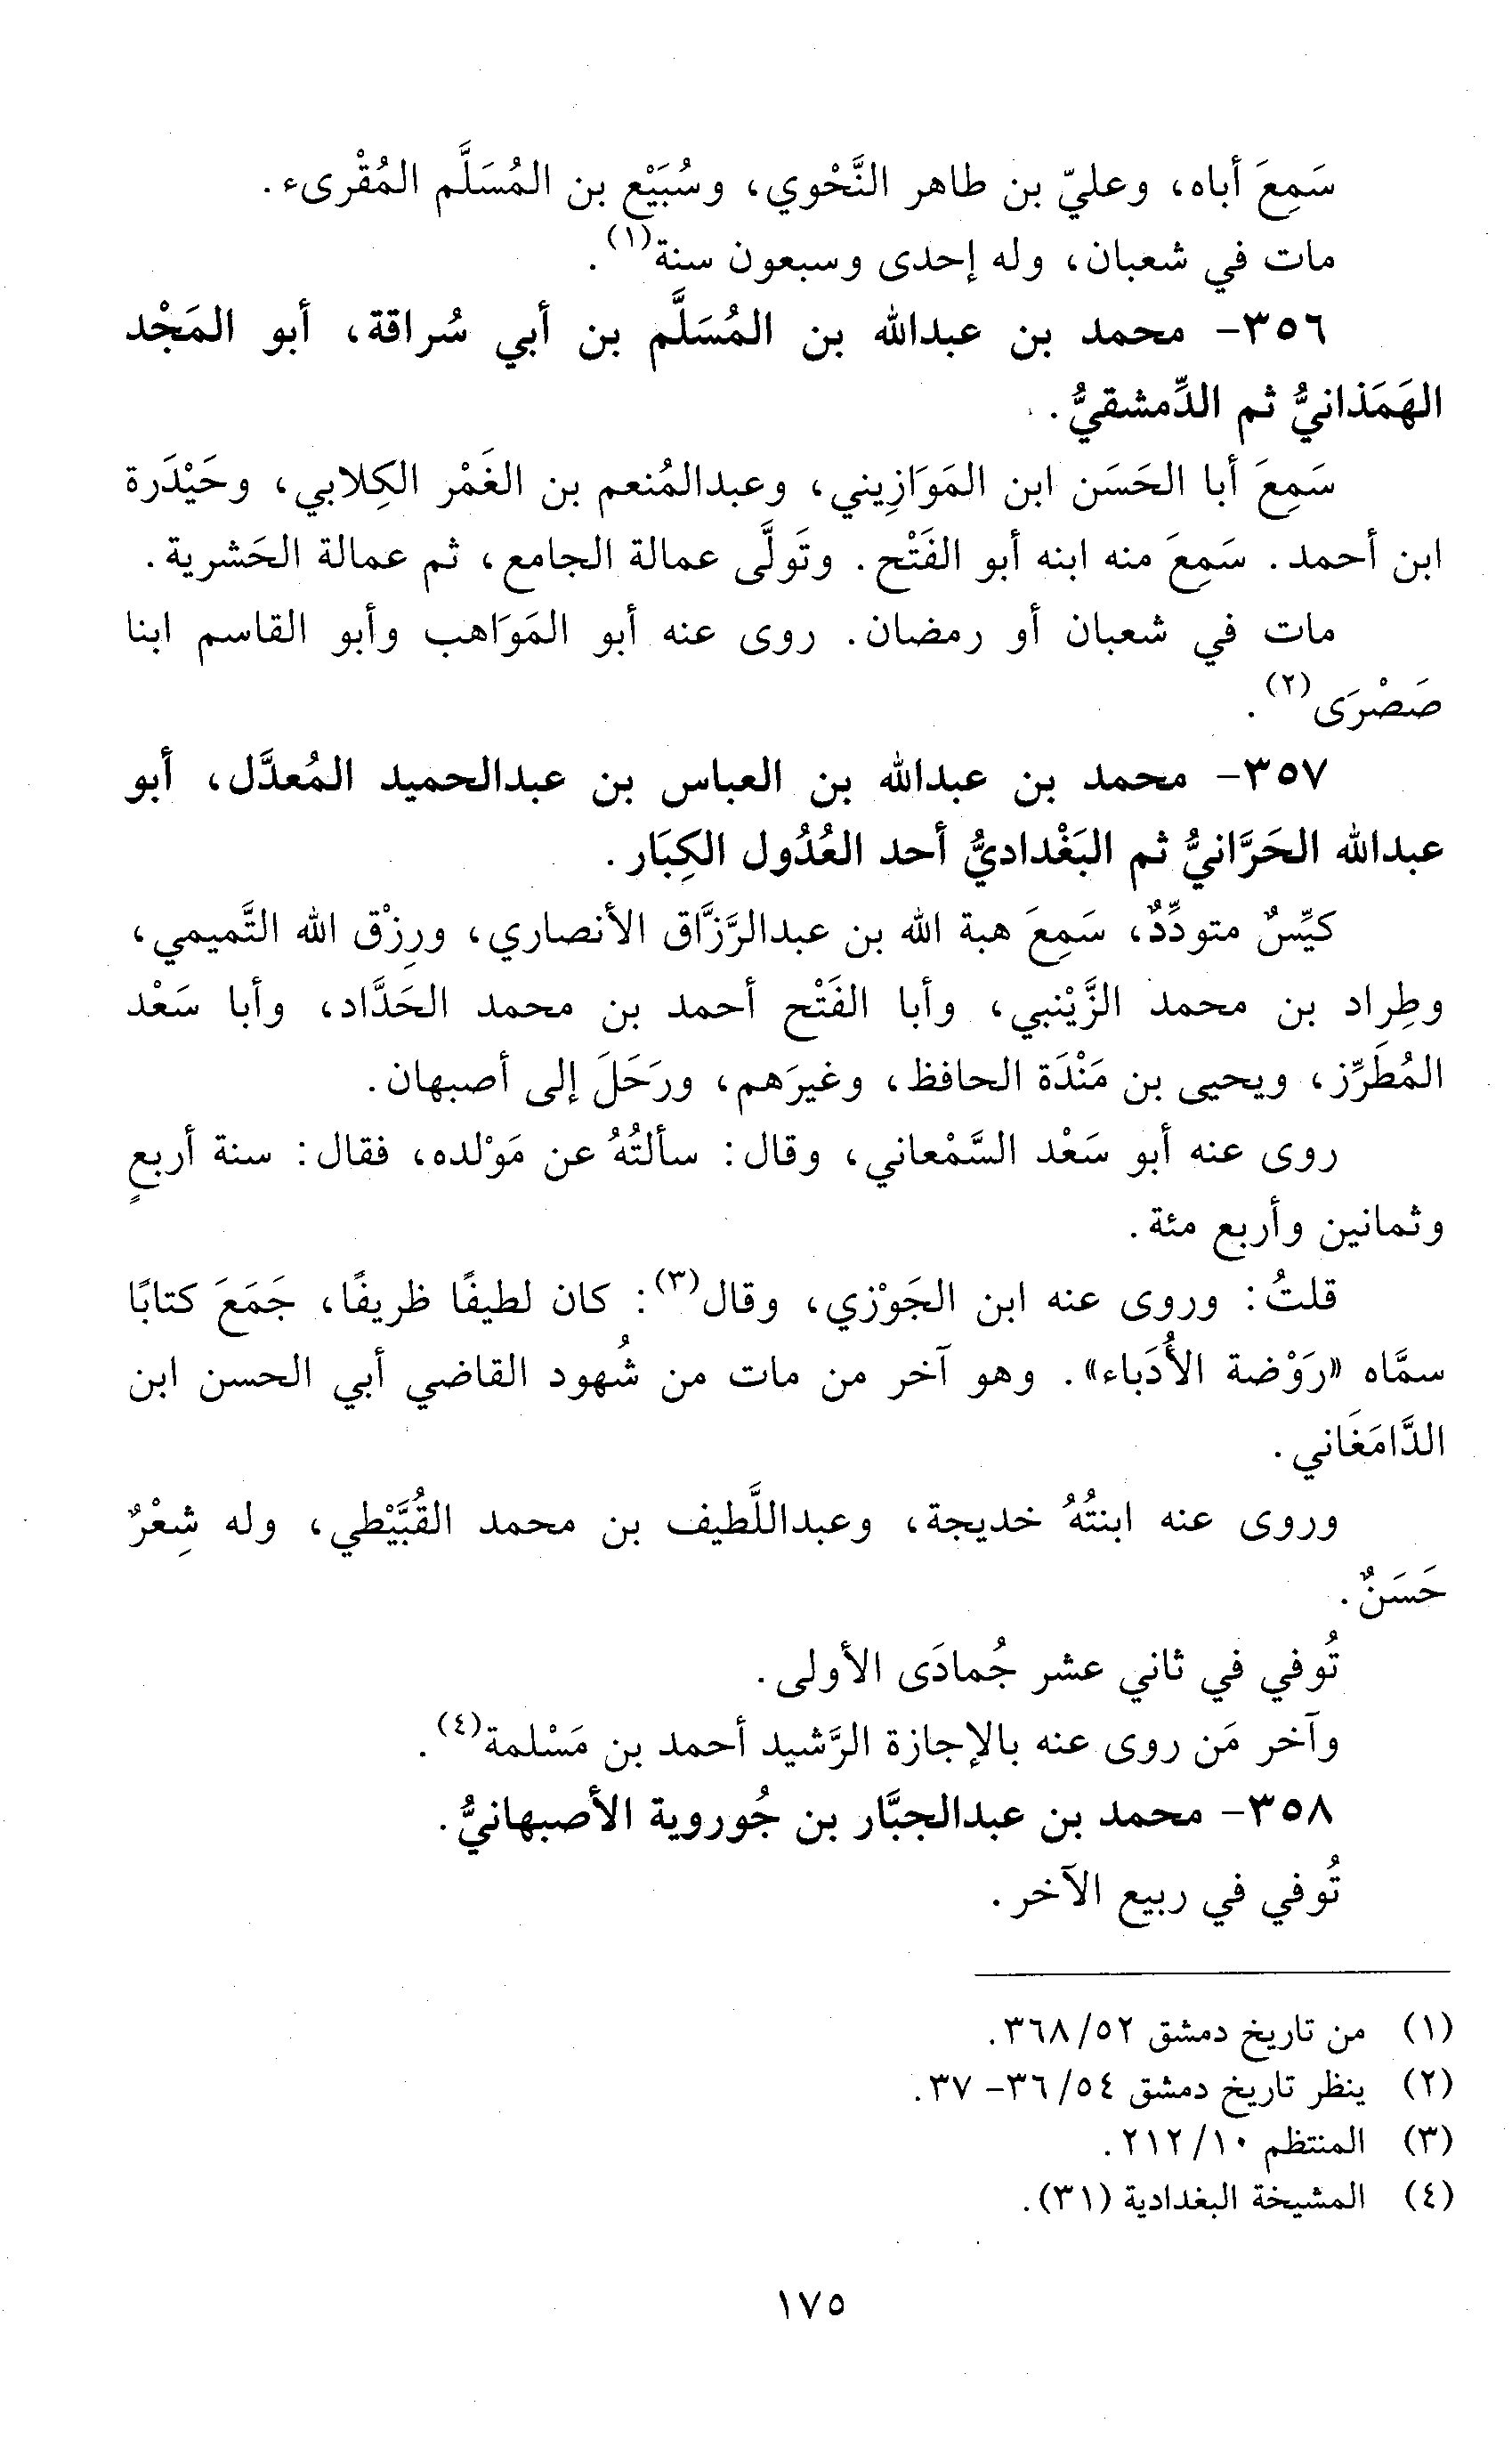 سَمِعَ أباه، وعليّ بن طاهر النَّحْوي، وسُبَيْع بن المُسَلَّم المُقْرىء.
مات في شعبان، وله إحدى وسبعون سنة(١).
٣٥٦- محمد بن عبدالله بن المُسَلَّم بن أبي سُراقة، أبو المَجْد
الهَمَذانيُّ ثم الدِّمشقيُّ.
سَمِعَ أبا الحَسَن ابن المَوَازِيني، وعبدالمُنعم بن الغَمْر الكِلابي، وحَيْدَرة
ابن أحمد. سَمِعَ منه ابنه أبو الفَتْح. وتَولَّى عمالة الجامع، ثم عمالة الحَشرية.
مات في شعبان أو رمضان. روى عنه أبو المَوَاهب وأبو القاسم ابنا
صَصْرَى(٢).
٣٥٧- محمد بن عبدالله بن العباس بن عبدالحميد المُعدَّل، أبو
عبدالله الحَرَّانيُّ ثم البَغْداديُّ أحد العُدُول الكِبَار.
كيِّسٌ متودِّدٌ، سَمِعَ هبة الله بن عبدالرَّزَّاق الأنصاري، ورِزْق الله التَّميمي،
وطِراد بن محمد الزَّيْنبي، وأبا الفَتْح أحمد بن محمد الحَدَّاد، وأبا سَعْد
المُطَرِّز، ويحيى بن مَنْدَة الحافظ، وغيرَهم، ورَحَلَ إلى أصبهان.
روى عنه أبو سَعْد السَّمْعاني، وقال: سألتُهُ عن مَوْلده، فقال: سنة أربعٍ
وثمانين وأربع مئة.
قلتُ: وروى عنه ابن الجَوْزي، وقال(٣): كان لطيفًا ظريفًا، جَمَعَ كتابًا
سمَّاه «رَوْضة الأُدَباء». وهو آخر من مات من شُهود القاضي أبي الحسن ابن
الدَّامَغَاني.
وروى عنه ابنتُهُ خديجة، وعبداللَّطيف بن محمد القُبَّيْطي، وله شِعْرٌ
حَسَنٌ.
تُوفي في ثاني عشر جُمادَى الأولى.
وآخر مَن روى عنه بالإجازة الرَّشيد أحمد بن مَسْلمة(٤).
٣٥٨- محمد بن عبدالجبَّار بن جُوروية الأصبهانيُّ.
تُوفي في ربيع الآخر.
(١) من تاريخ دمشق ٥٢/ ٣٦٨.
(٢) ينظر تاريخ دمشق ٥٤/ ٣٦- ٣٧.
(٣) المنتظم ١٠/ ٢١٢.
(٤) المشيخة البغدادية (٣١).
١٧٥